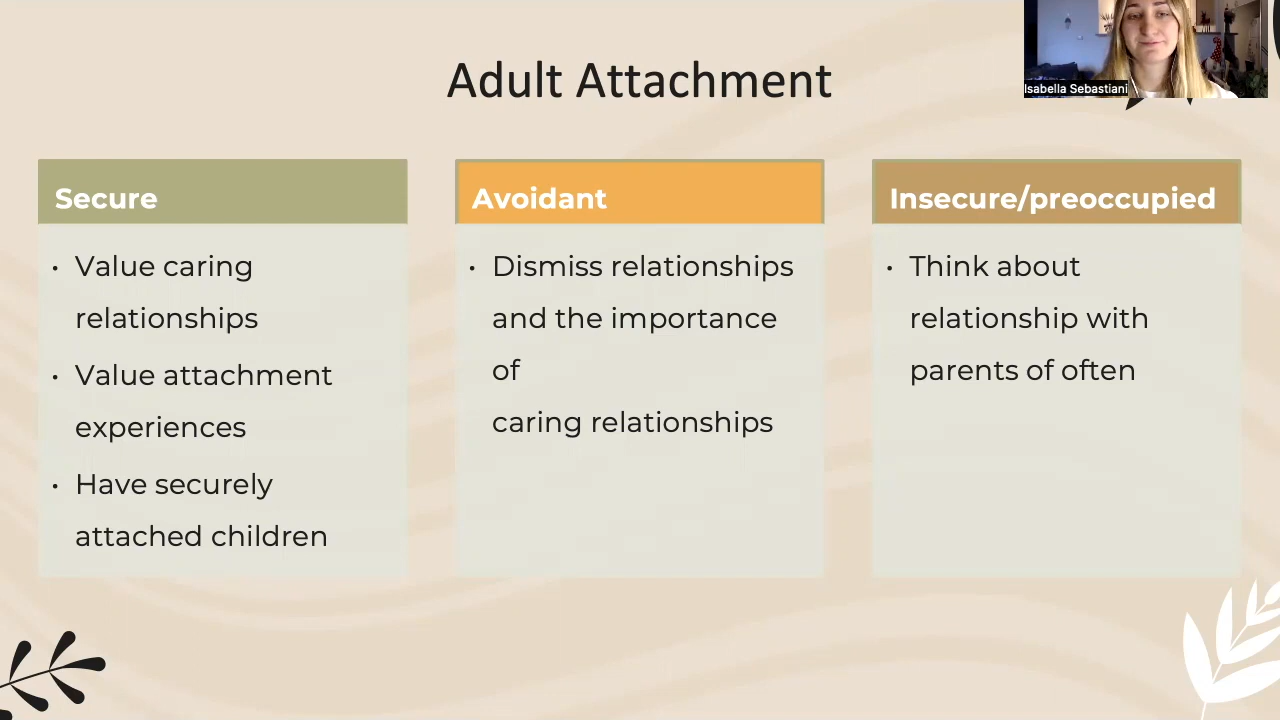 Adult Attachment
Isabella Sebastiani
Secure
• Value caring
relationships
• Value attachment
experiences
• Have securely
attached children
Avoidant
• Dismiss relationships
and the importance
of
caring relationships
Insecure/preoccupied
• Think about
relationship with
parents of often